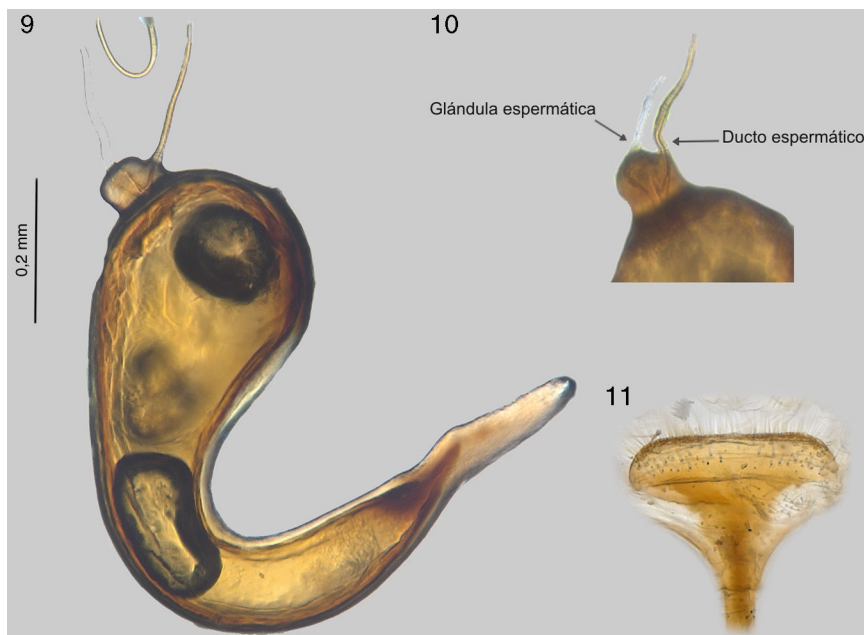 9
10
Glándula espermática
Ducto espermático
0,2 mm
11